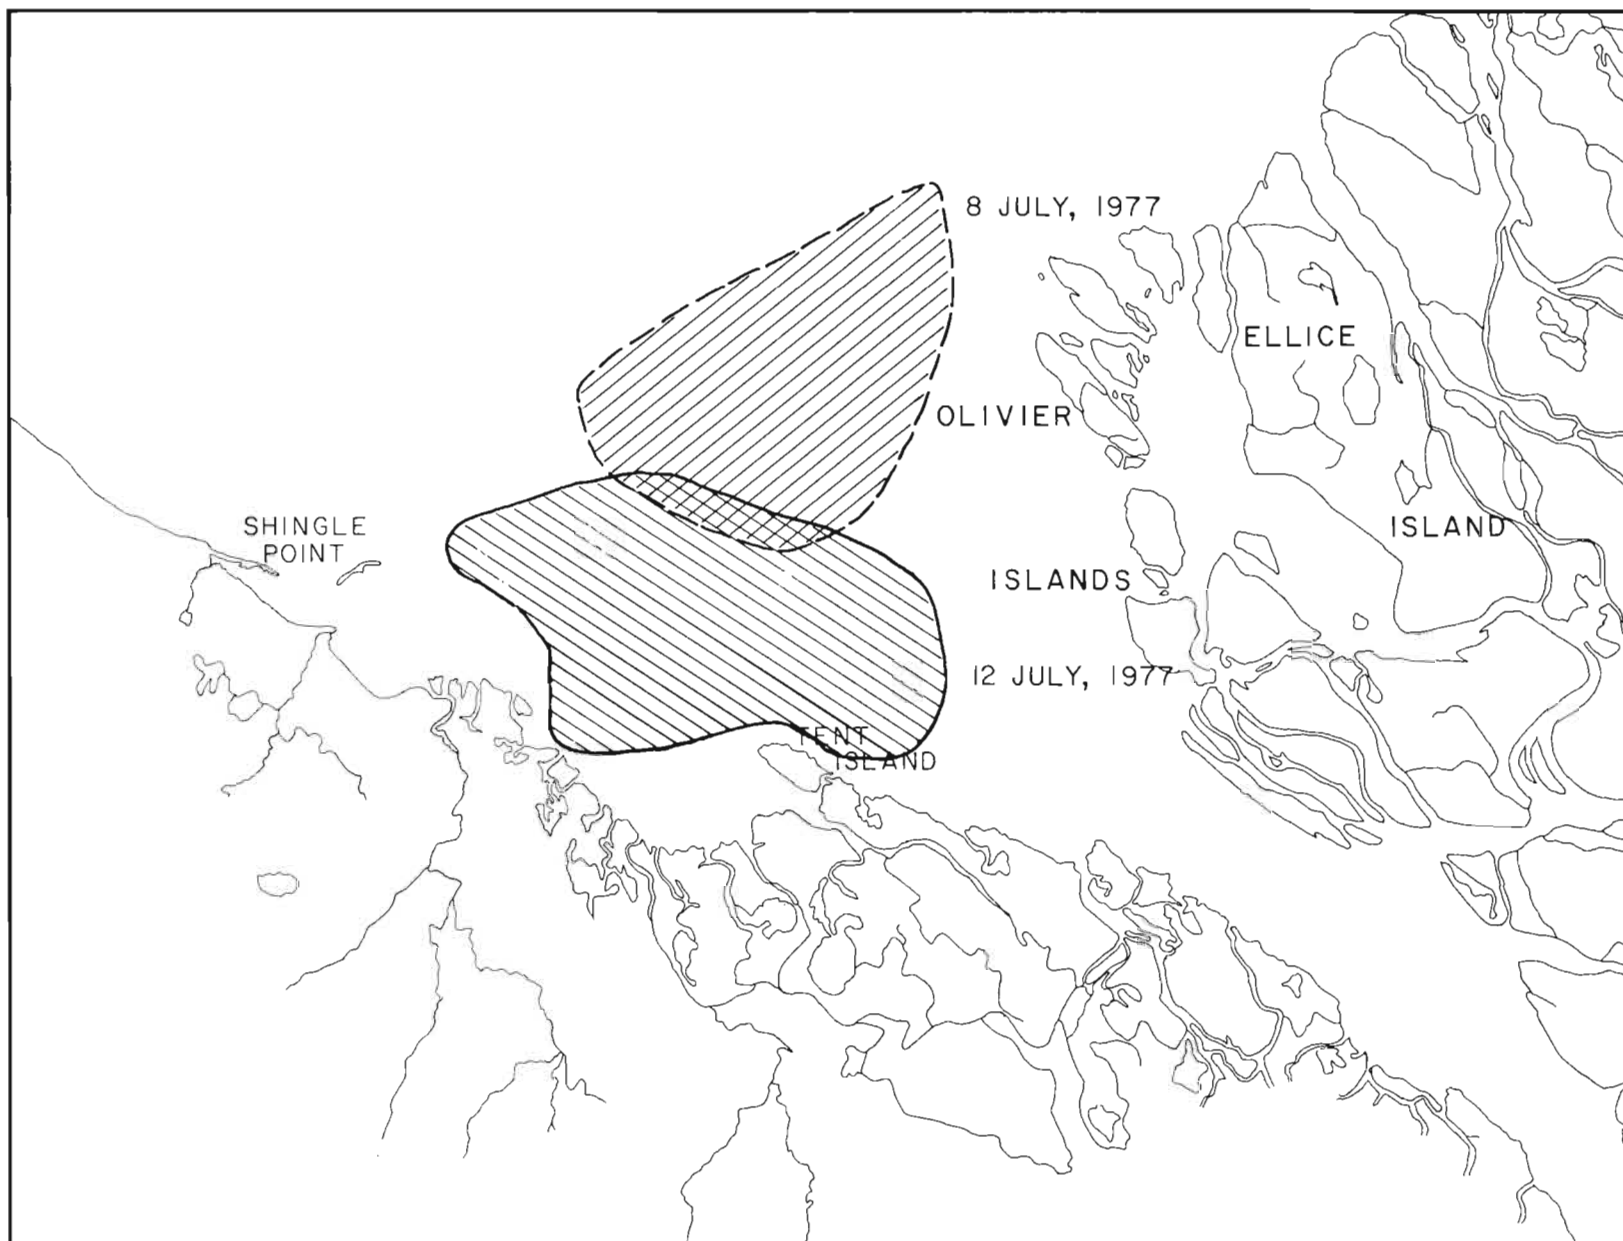 8 JULY, 1977
ELLICE
OLIVIER
SHINGLE
POINT
ISLAND
ISLANDS
12 JULY, 1977
TENT
ISLAND